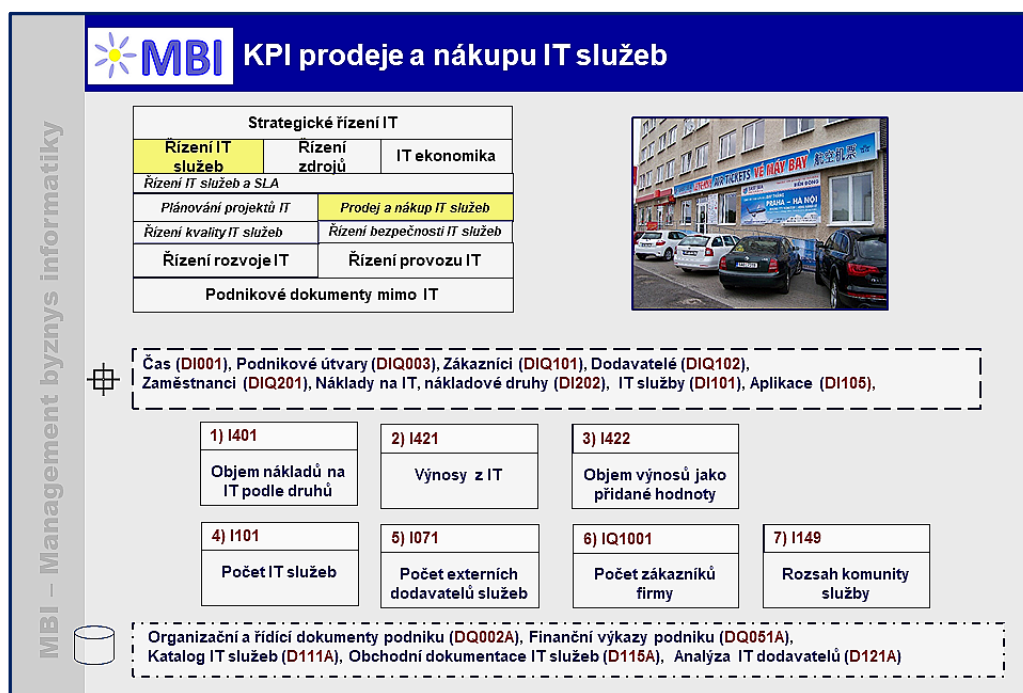 MBI KPI prodeje a nákupu IT služeb
MBI – Management byznys informatiky
Strategické řízení IT
Řízení IT služeb
Řízení zdrojů
IT ekonomika
Řízení IT služeb a SLA
Plánování projektů IT
Prodej a nákup IT služeb
Řízení kvality IT služeb
Řízení bezpečnosti IT služeb
Řízení rozvoje IT
Řízení provozu IT
Podnikové dokumenty mimo IT
AIR TICKETS VÉ MÁY BAY 航空机票
PRAHA – HÀ NỘI
Čas (DI001), Podnikové útvary (DIQ003), Zákazníci (DIQ101), Dodavatelé (DIQ102),
Zaměstnanci (DIQ201), Náklady na IT, nákladové druhy (DI202), IT služby (DI101), Aplikace (DI105),
1) I401
Objem nákladů na
IT podle druhů
2) I421
Výnosy z IT
3) I422
Objem výnosů jako
přidané hodnoty
4) I101
Počet IT služeb
5) I071
Počet externích
dodavatelů služeb
6) IQ1001
Počet zákazníků
firmy
7) I149
Rozsah komunity
služby
Organizační a řídící dokumenty podniku (DQ002A), Finanční výkazy podniku (DQ051A),
Katalog IT služeb (D111A), Obchodní dokumentace IT služeb (D115A), Analýza IT dodavatelů (D121A)